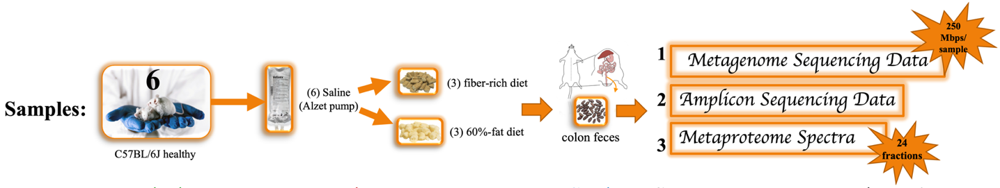 Samples:
6
C57BL/6J healthy
(6) Saline
(Alzet pump)
(3) fiber-rich diet
(3) 60%-fat diet
colon feces
1 Metagenome Sequencing Data
250
Mbps/
sample
2 Amplicon Sequencing Data
3 Metaproteome Spectra
24
fractions